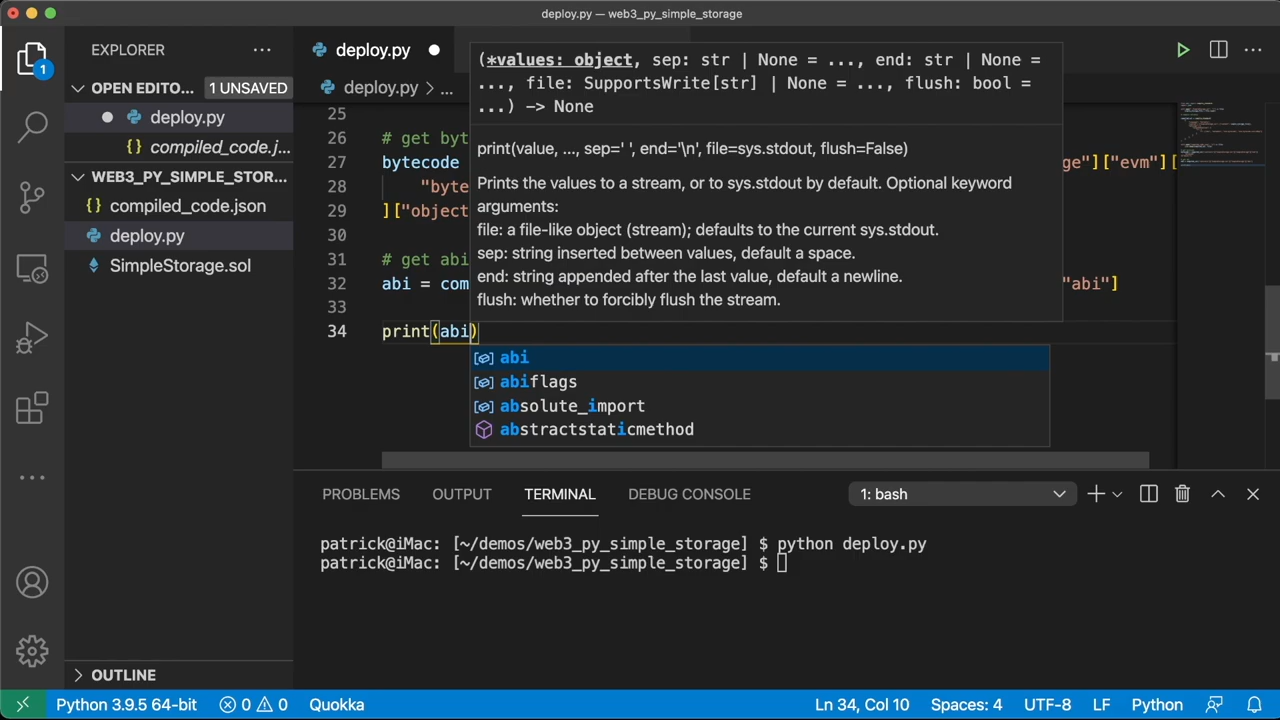 deploy.py — web3_py_simple_storage
EXPLORER
OPEN EDITO... 1 UNSAVED
deploy.py
{} compiled_code.j...
WEB3_PY_SIMPLE_STOR...
{} compiled_code.json
deploy.py
SimpleStorage.sol
OUTLINE
1
deploy.py
deploy.py > ...
25
26 # get byt
27 bytecode ge"]["evm"][
28 "byte
29 ]["object
30
31 # get abi
32 abi = com "abi"]
33
34 print(abi)
(*values: object, sep: str | None = ..., end: str | None =
..., file: SupportsWrite[str] | None = ..., flush: bool =
...) -> None
print(value, ..., sep=' ', end='\n', file=sys.stdout, flush=False)
Prints the values to a stream, or to sys.stdout by default. Optional keyword
arguments:
file: a file-like object (stream); defaults to the current sys.stdout.
sep: string inserted between values, default a space.
end: string appended after the last value, default a newline.
flush: whether to forcibly flush the stream.
abi
abiflags
absolute_import
abstractstaticmethod
PROBLEMS OUTPUT TERMINAL DEBUG CONSOLE 1: bash
patrick@iMac: [~/demos/web3_py_simple_storage] $ python deploy.py
patrick@iMac: [~/demos/web3_py_simple_storage] $
Python 3.9.5 64-bit 0 0 Quokka Ln 34, Col 10 Spaces: 4 UTF-8 LF Python